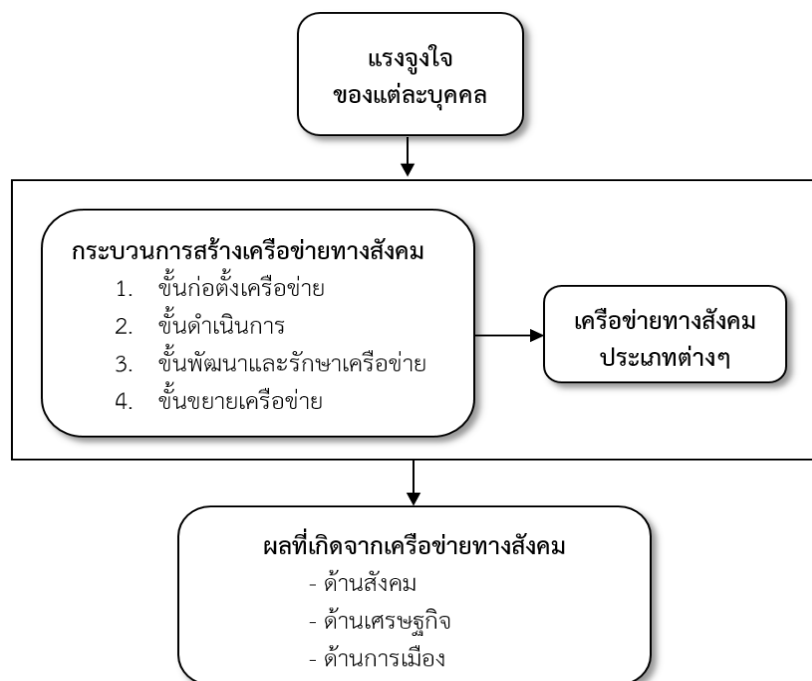 แรงจูงใจ
ของแต่ละบุคคล
กระบวนการสร้างเครือข่ายทางสังคม
1. ขั้นก่อตั้งเครือข่าย
2. ขั้นดำเนินการ
3. ขั้นพัฒนาและรักษาเครือข่าย
4. ขั้นขยายเครือข่าย
เครือข่ายทางสังคม
ประเภทต่างๆ
ผลที่เกิดจากเครือข่ายทางสังคม
- ด้านสังคม
- ด้านเศรษฐกิจ
- ด้านการเมือง